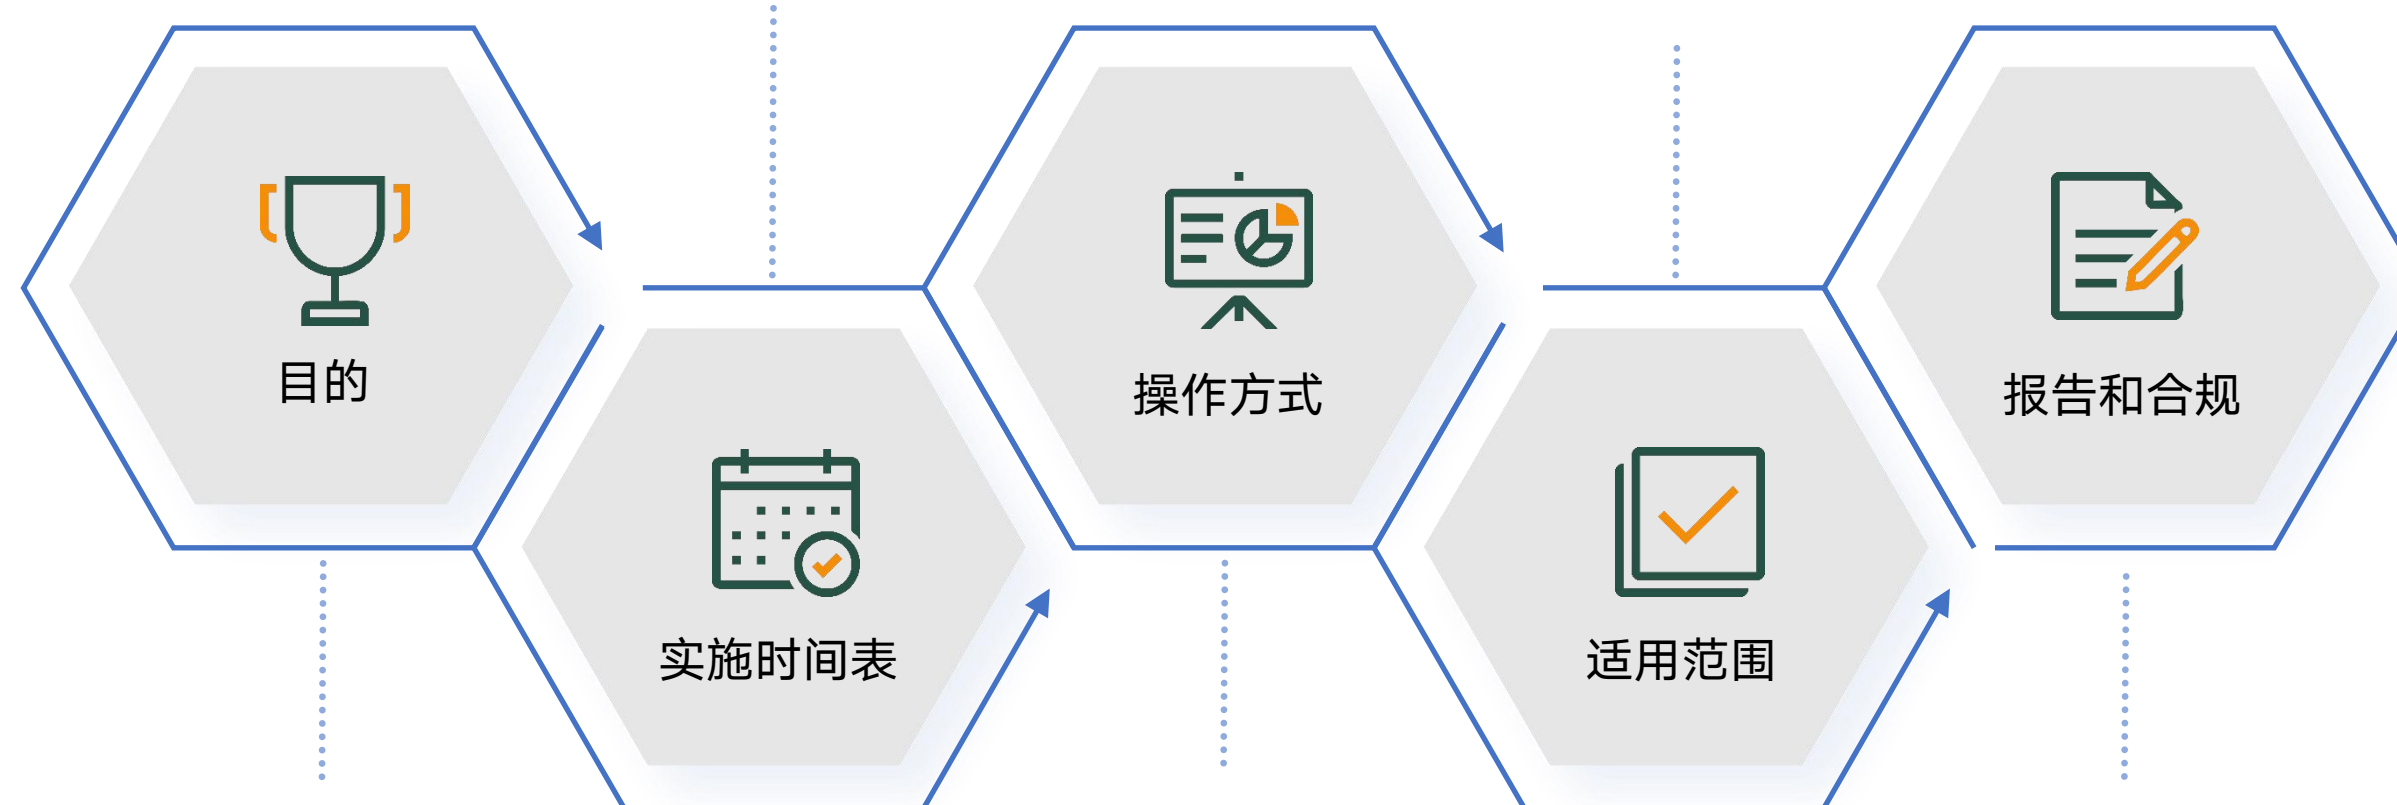 目的
实施时间表
操作方式
适用范围
报告和合规